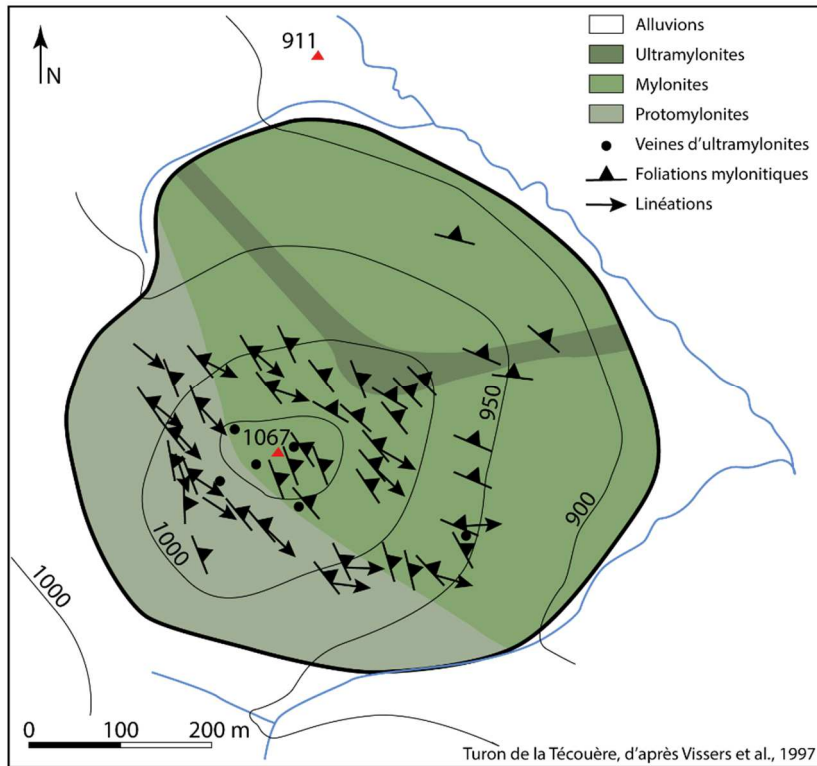 N
911
Alluvions
Ultramylonites
Mylonites
Protomylonites
Veines d'ultramylonites
Foliations mylonitiques
Linéations
950
1067
900
1000
1000
0 100 200 m
Turon de la Técouère, d'après Vissers et al., 1997